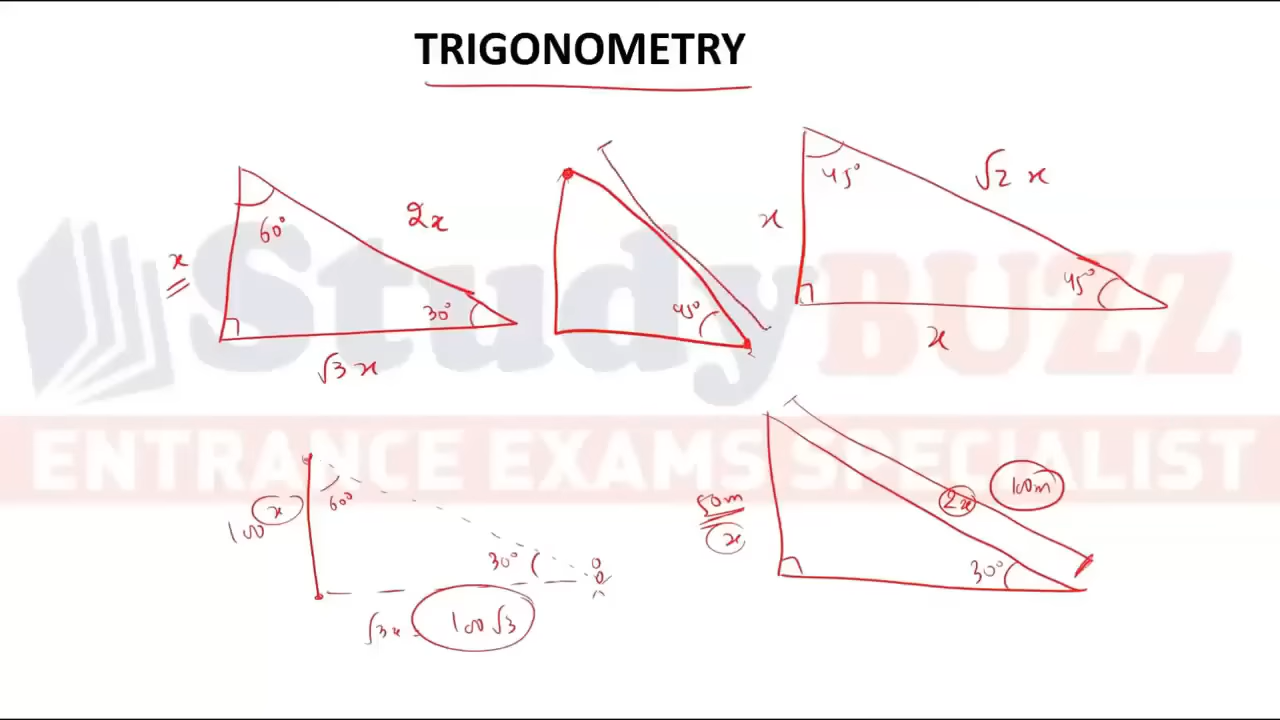 TRIGONOMETRY
60°
2x
x
30°
√3 x
45°
45°
√2 x
x
45°
x
StudyBUZZ
ENTRANCE EXAMS SPECIALIST
100
x
60°
30°
√3x
100√3
50m
x
2x
100m
30°